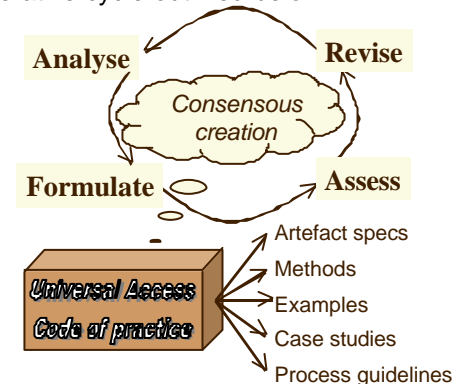 Analyse
Revise
Consensous
creation
Formulate
Assess
Artefact specs
Methods
Universal Access
Examples
Code of practice
Case studies
Process guidelines